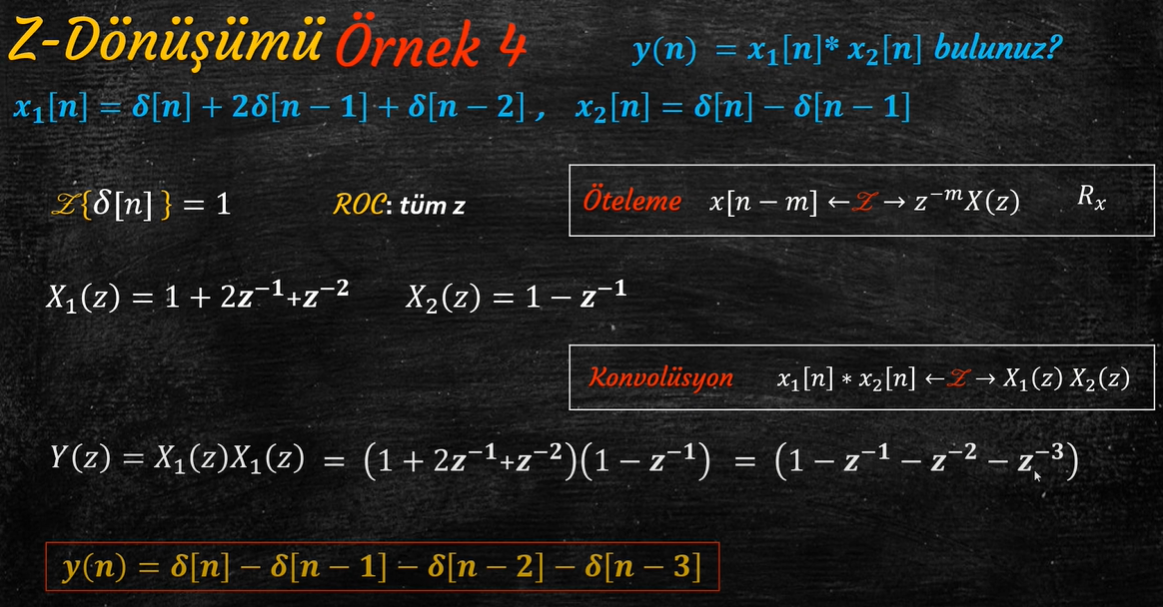 Z-Dönüşümü Örnek 4 y(n) = x₁[n]* x₂[n] bulunuz?
x₁[n] = δ[n] + 2δ[n − 1] + δ[n − 2] , x₂[n] = δ[n] − δ[n − 1]
𝒵{δ[n] } = 1 ROC: tüm z Öteleme x[n − m] ←𝒵→ z⁻ᵐX(z) Rₓ
X₁(z) = 1 + 2z⁻¹+z⁻² X₂(z) = 1 − z⁻¹
Konvolüsyon x₁[n] ∗ x₂[n] ←𝒵→ X₁(z) X₂(z)
Y(z) = X₁(z)X₁(z) = (1 + 2z⁻¹+z⁻²)(1 − z⁻¹) = (1 − z⁻¹ − z⁻² − z⁻³)
y(n) = δ[n] − δ[n − 1] − δ[n − 2] − δ[n − 3]